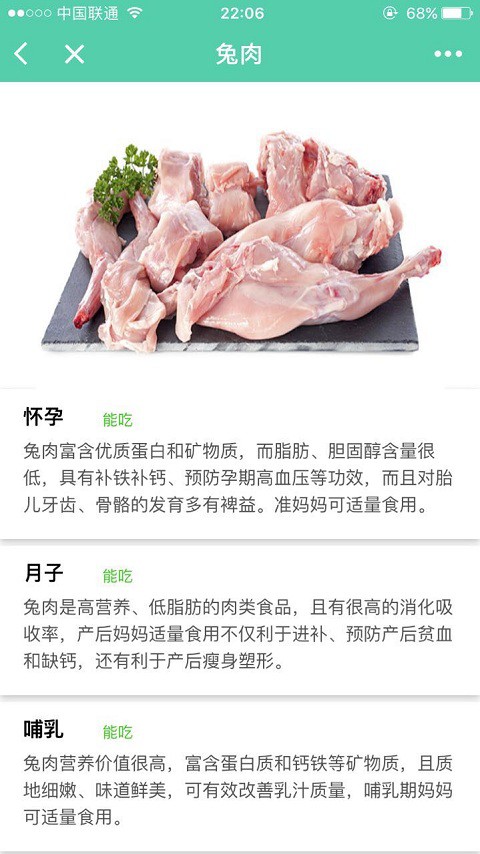 中国联通 22:06 68%
兔肉
怀孕 能吃
兔肉富含优质蛋白和矿物质，而脂肪、胆固醇含量很
低，具有补铁补钙、预防孕期高血压等功效，而且对胎
儿牙齿、骨骼的发育多有裨益。准妈妈可适量食用。
月子 能吃
兔肉是高营养、低脂肪的肉类食品，且有很高的消化吸
收率，产后妈妈适量食用不仅利于进补、预防产后贫血
和缺钙，还有利于产后瘦身塑形。
哺乳 能吃
兔肉营养价值很高，富含蛋白质和钙铁等矿物质，且质
地细嫩、味道鲜美，可有效改善乳汁质量，哺乳期妈妈
可适量食用。